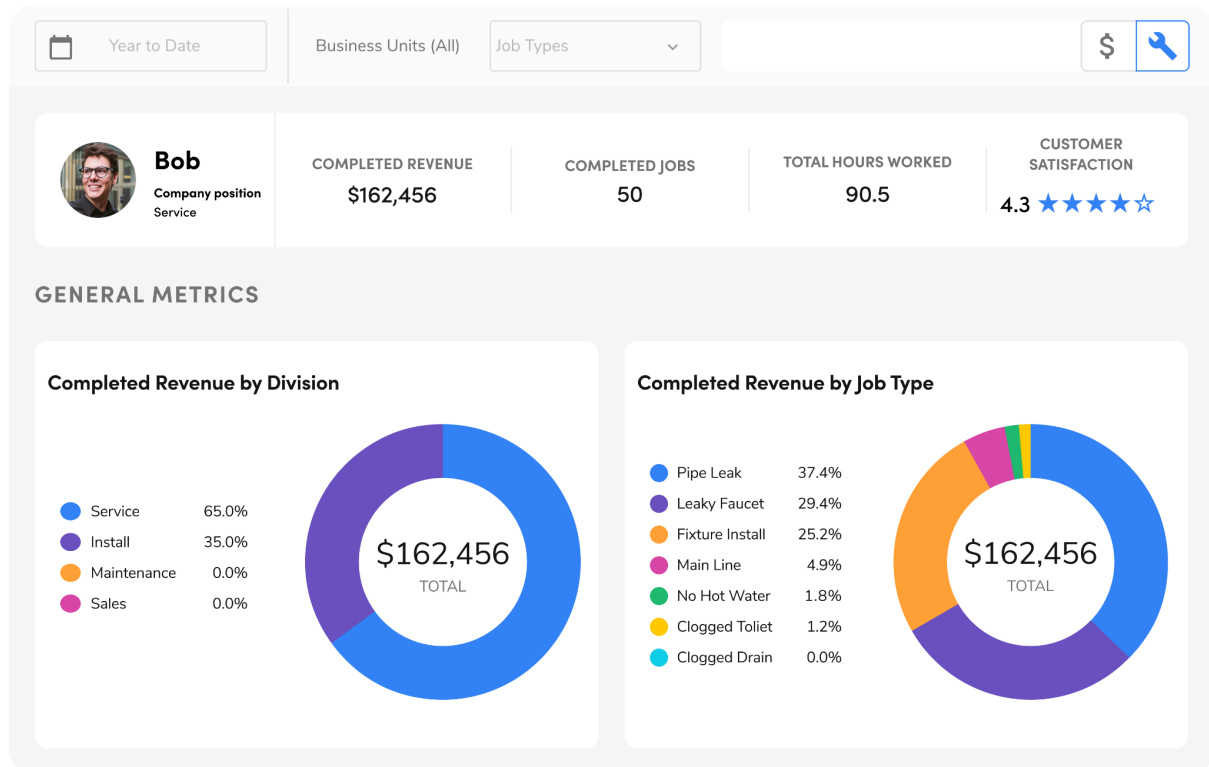 Year to Date
Business Units (All)
Job Types
$
Bob
Company position
Service
COMPLETED REVENUE
$162,456
COMPLETED JOBS
50
TOTAL HOURS WORKED
90.5
CUSTOMER
SATISFACTION
4.3
GENERAL METRICS
Completed Revenue by Division
Service 65.0%
Install 35.0%
Maintenance 0.0%
Sales 0.0%
$162,456
TOTAL
Completed Revenue by Job Type
Pipe Leak 37.4%
Leaky Faucet 29.4%
Fixture Install 25.2%
Main Line 4.9%
No Hot Water 1.8%
Clogged Toliet 1.2%
Clogged Drain 0.0%
$162,456
TOTAL